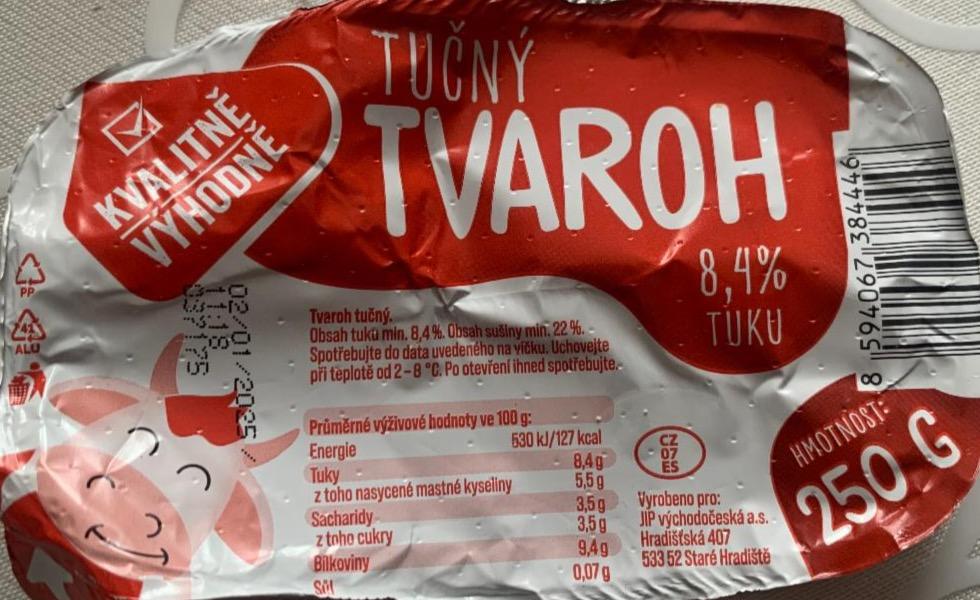 TUČNÝ
TVAROH
8,4%
TUKU
KVALITNĚ
VÝHODNĚ
PP
41
ALU
02/01/2025
11:18
Tvaroh tučný.
Obsah tuku min. 8,4%. Obsah sušiny min. 22 %.
Spotřebujte do data uvedeného na víčku. Uchovejte
při teplotě od 2–8 °C. Po otevření ihned spotřebujte.
Průměrné výživové hodnoty ve 100 g:
Energie 530 kJ/127 kcal
Tuky 8,4 g
z toho nasycené mastné kyseliny 5,5 g
Sacharidy 3,5 g
z toho cukry 3,5 g
Bílkoviny 9,4 g
Sůl 0,07 g
CZ
07
ES
Vyrobeno pro:
JIP východočeská a.s.
Hradišťská 407
533 52 Staré Hradiště
HMOTNOST:
250 G
8 594067 384446